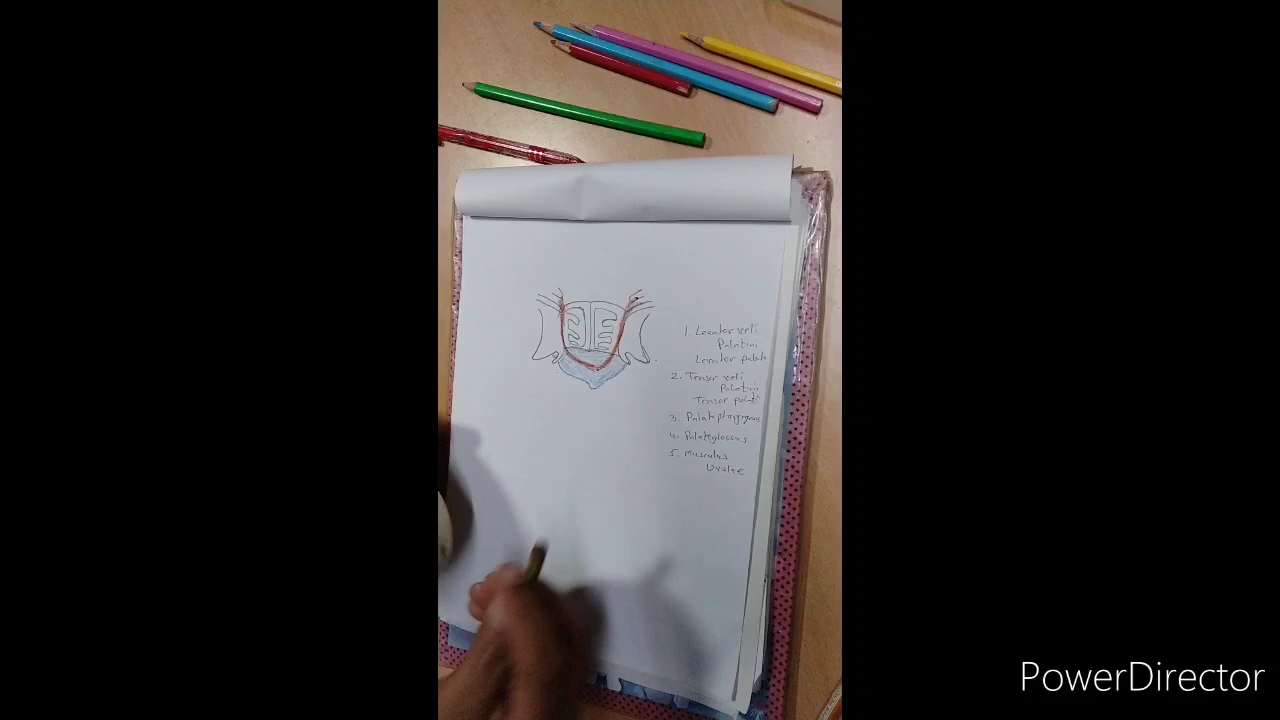 1. Levator veli
Palatini
Levator palati
2. Tensor veli
Palatini
Tensor palati
3. Palatopharyngeus
4. Palatoglossus
5. Musculus
Uvulae
PowerDirector